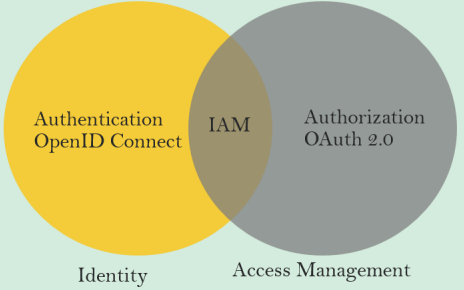 Authentication
OpenID Connect
IAM
Authorization
OAuth 2.0
Identity
Access Management